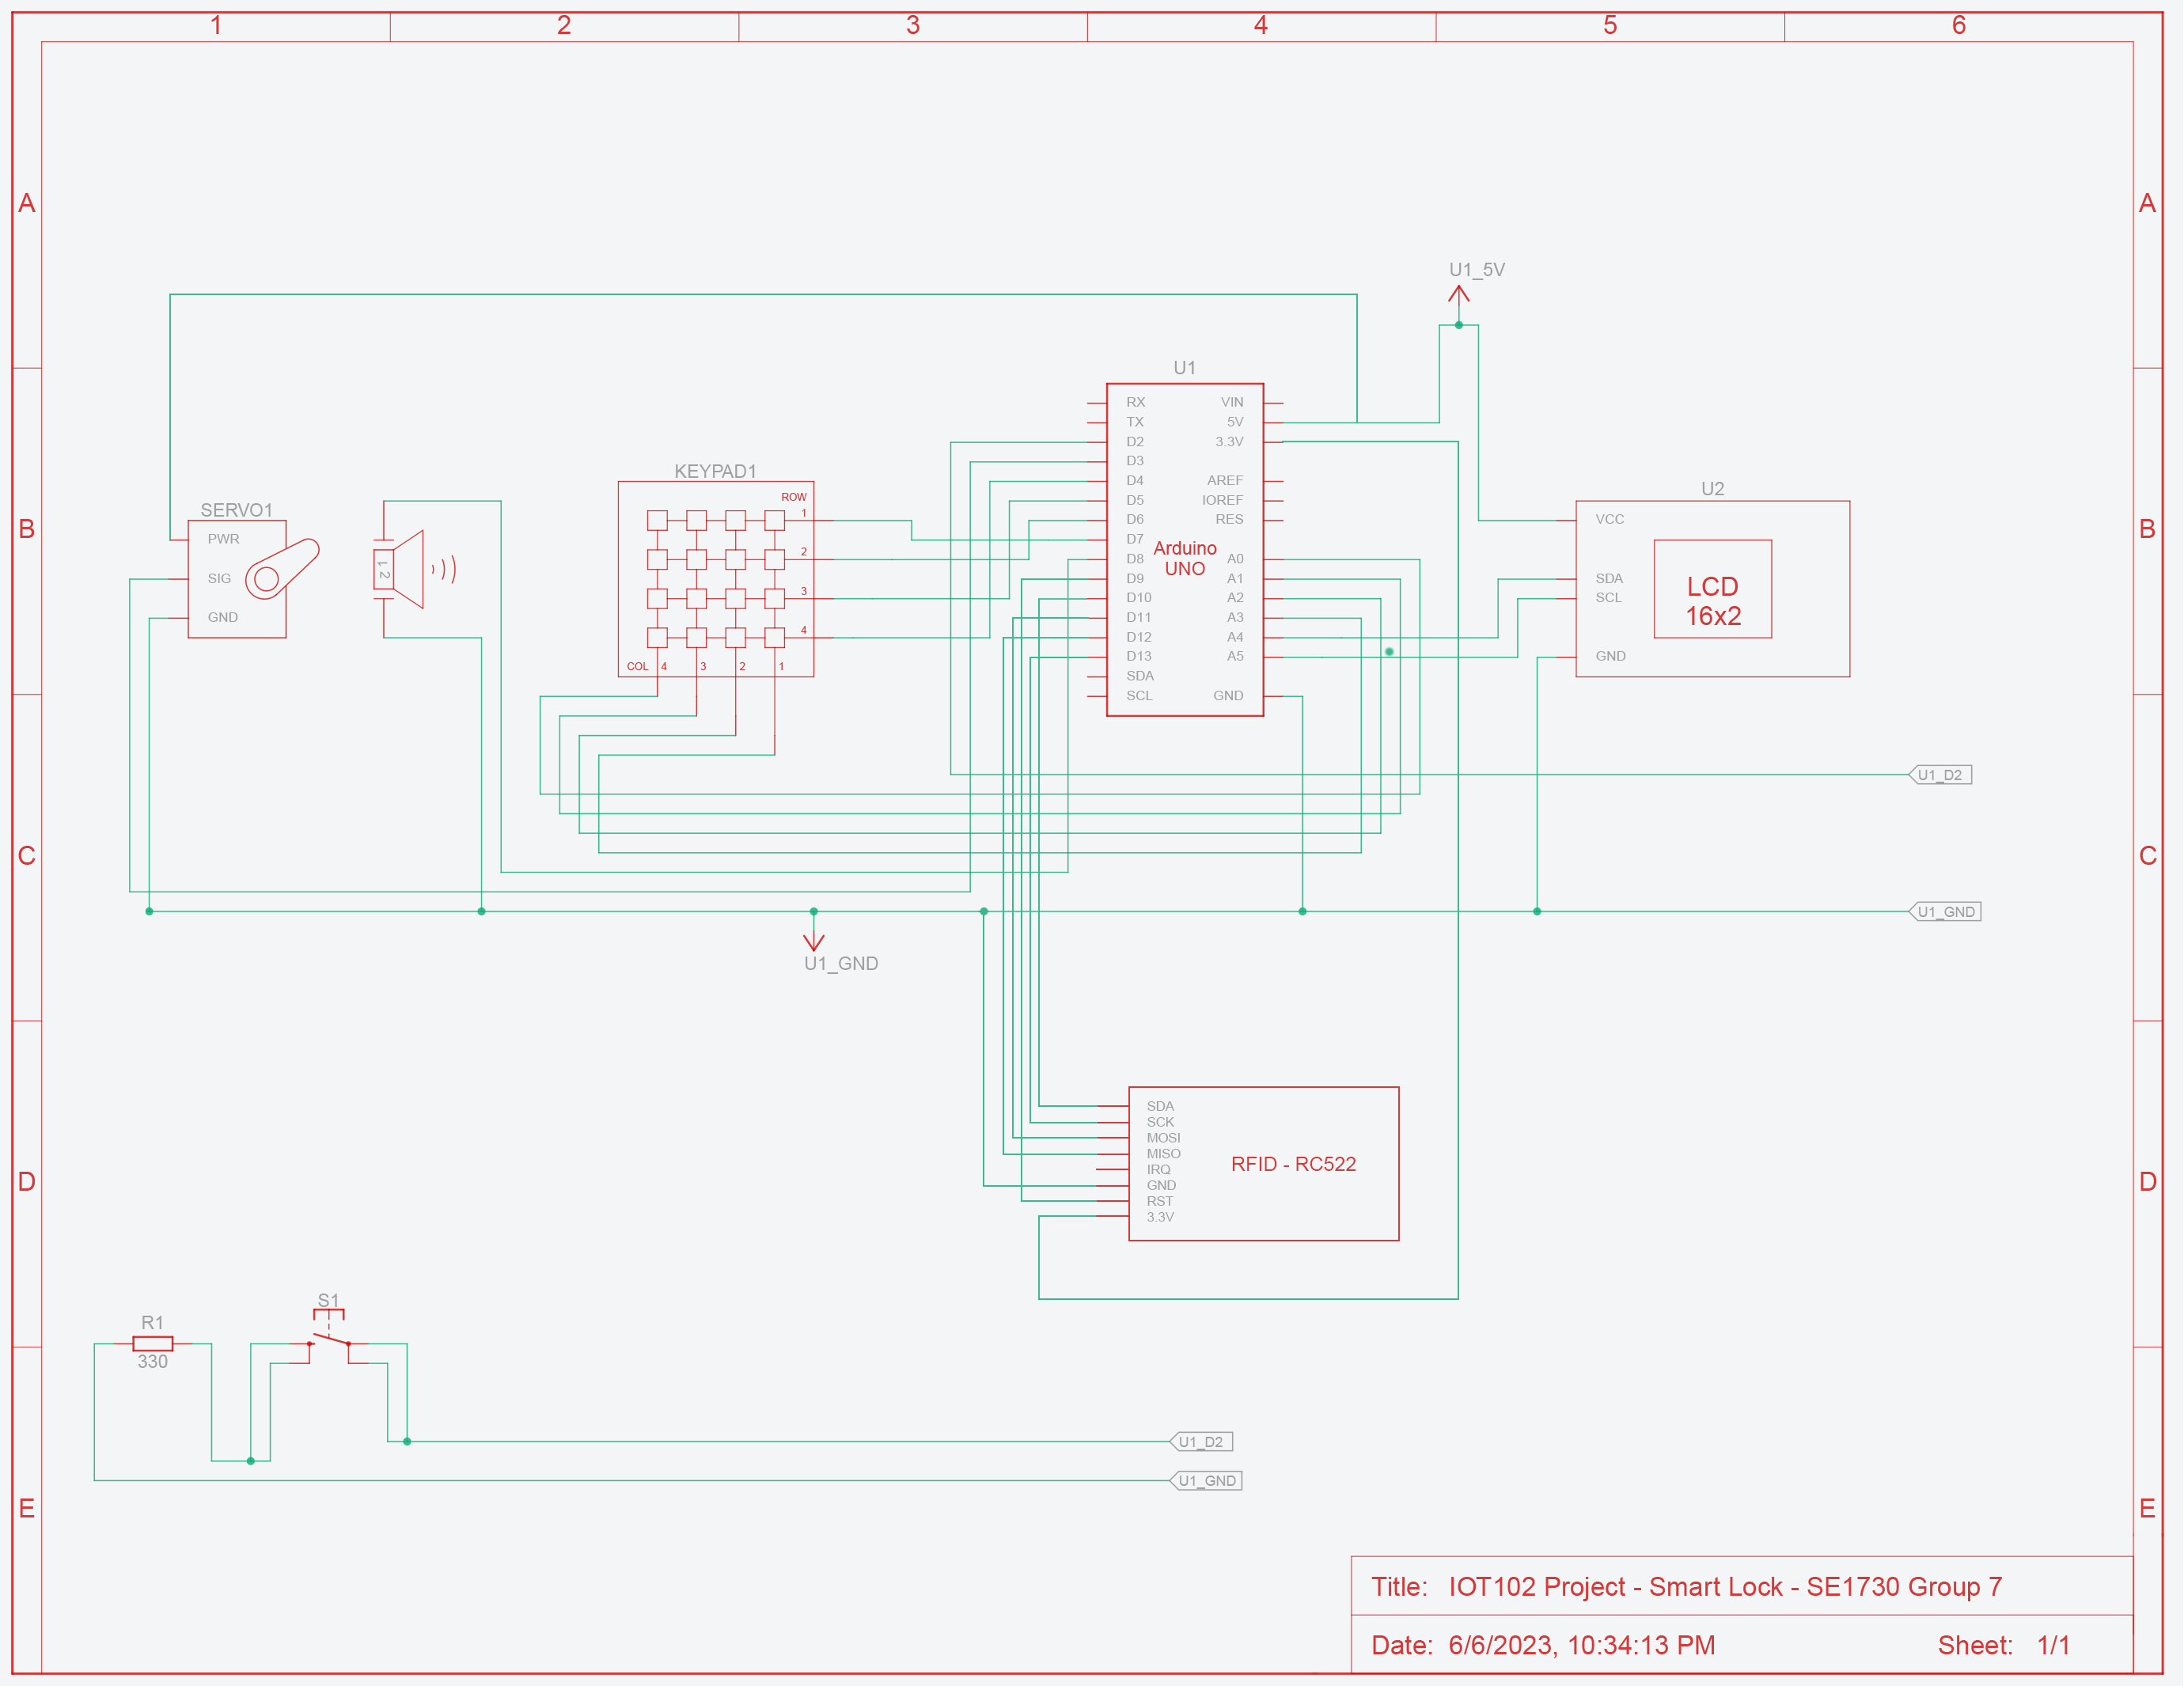 1 2 3 4 5 6
A A
U1_5V
U1
RX VIN
TX 5V
D2 3.3V
D3
D4 AREF
D5 IOREF
D6 RES
D7
Arduino
UNO
D8 A0
D9 A1
D10 A2
D11 A3
D12 A4
D13 A5
SDA
SCL GND
KEYPAD1
ROW
1
2
3
4
COL 4 3 2 1
B B
SERVO1
PWR
SIG
GND
1 2
U2
VCC
SDA
SCL
GND
LCD
16x2
U1_D2
C C
U1_GND
U1_GND
SDA
SCK
MOSI
MISO
IRQ
GND
RST
3.3V
RFID - RC522
D D
S1
R1
330
U1_D2
U1_GND
E E
Title: IOT102 Project - Smart Lock - SE1730 Group 7
Date: 6/6/2023, 10:34:13 PM Sheet: 1/1